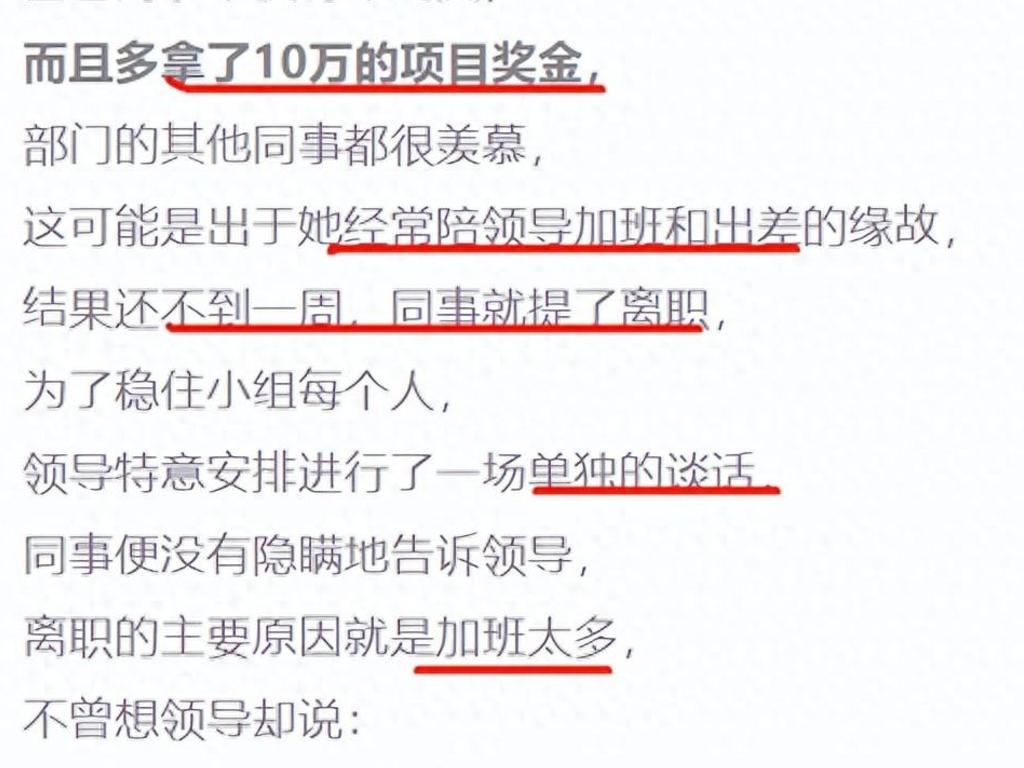 而且多拿了10万的项目奖金，
部门的其他同事都很羡慕，
这可能是出于她经常陪领导加班和出差的缘故，
结果还不到一周，同事就提了离职，
为了稳住小组每个人，
领导特意安排进行了一场单独的谈话，
同事便没有隐瞒地告诉领导，
离职的主要原因就是加班太多，
不曾想领导却说：